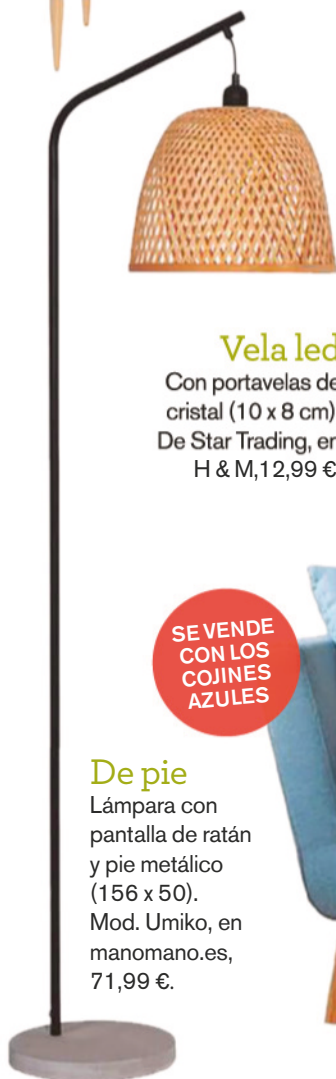 Vela led
Con portavelas de
cristal (10 x 8 cm)
De Star Trading, en
H & M,12,99 €
SE VENDE
CON LOS
COJINES
AZULES
De pie
Lámpara con
pantalla de ratán
y pie metálico
(156 x 50).
Mod. Umiko, en
manomano.es,
71,99 €.